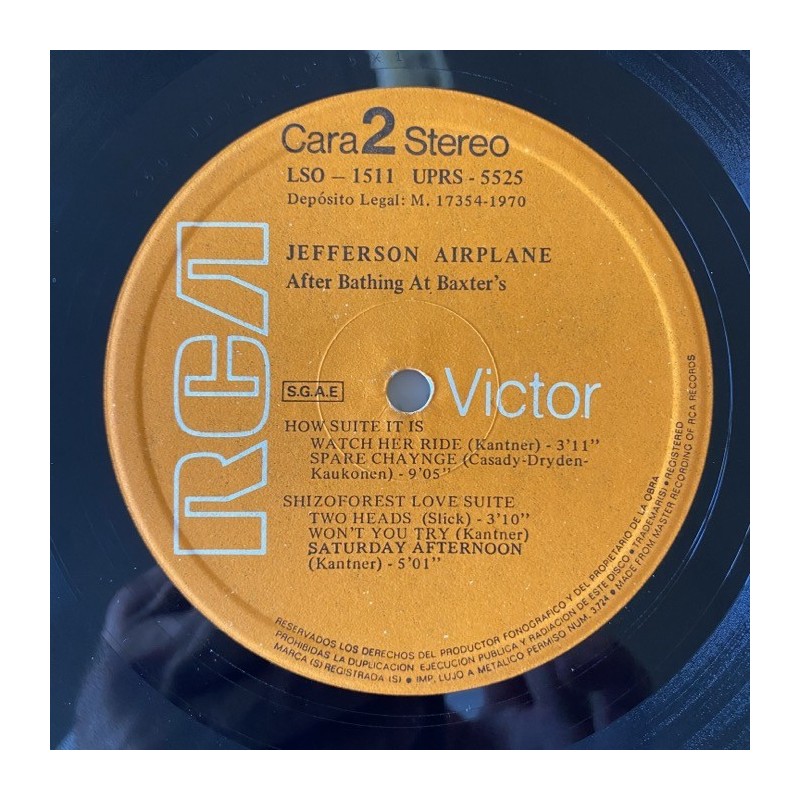 Cara 2 Stereo
LSO - 1511 UPRS - 5525
Depósito Legal: M. 17354-1970
JEFFERSON AIRPLANE
After Bathing At Baxter's
RCA
S.G.A.E
Victor
HOW SUITE IT IS
WATCH HER RIDE (Kantner) - 3'11"
SPARE CHAYNGE (Casady-Dryden-
Kaukonen) - 9'05"
SHIZOFOREST LOVE SUITE
TWO HEADS (Slick) - 3'10"
WON'T YOU TRY (Kantner)
SATURDAY AFTERNOON
(Kantner) - 5'01"
RESERVADOS LOS DERECHOS DEL PRODUCTOR FONOGRAFICO Y DEL PROPIETARIO DE LA OBRA
PROHIBIDAS LA DUPLICACION EJECUCION PUBLICA Y RADIACION DE ESTE DISCO ● TRADEMARK(S) ● REGISTERED
MARCA (S) REGISTRADA (S) ● IMP. LUJO A METALICO PERMISO NUM. 3.724 ● MADE FROM MASTER RECORDING OF RCA RECORDS